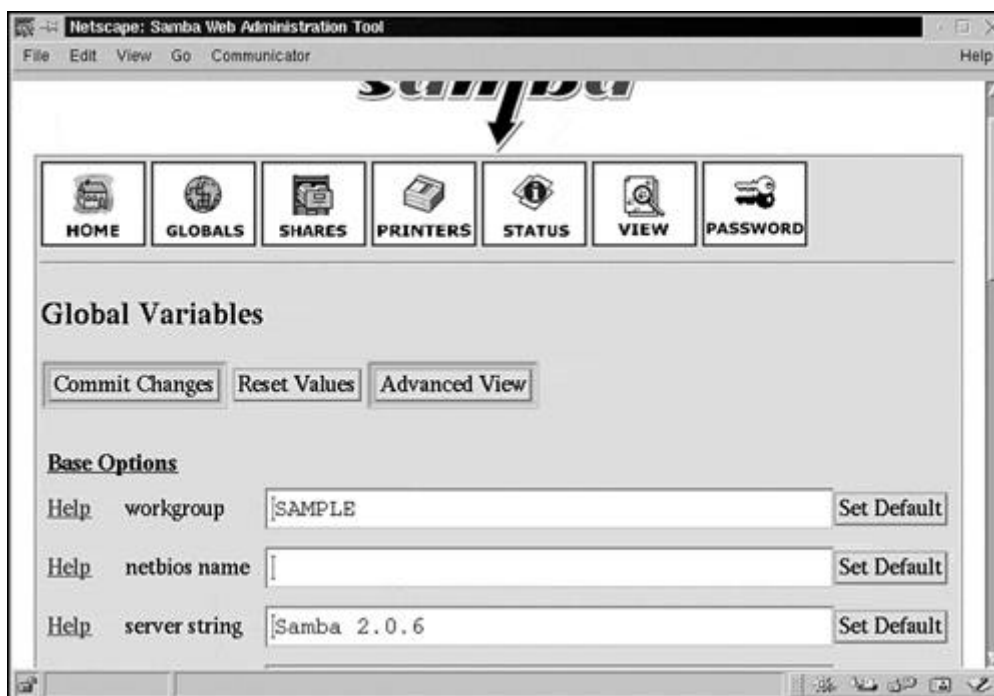 Netscape: Samba Web Administration Tool
File Edit View Go Communicator Help
samba
HOME GLOBALS SHARES PRINTERS STATUS VIEW PASSWORD
Global Variables
Commit Changes Reset Values Advanced View
Base Options
Help workgroup SAMPLE Set Default
Help netbios name Set Default
Help server string Samba 2.0.6 Set Default